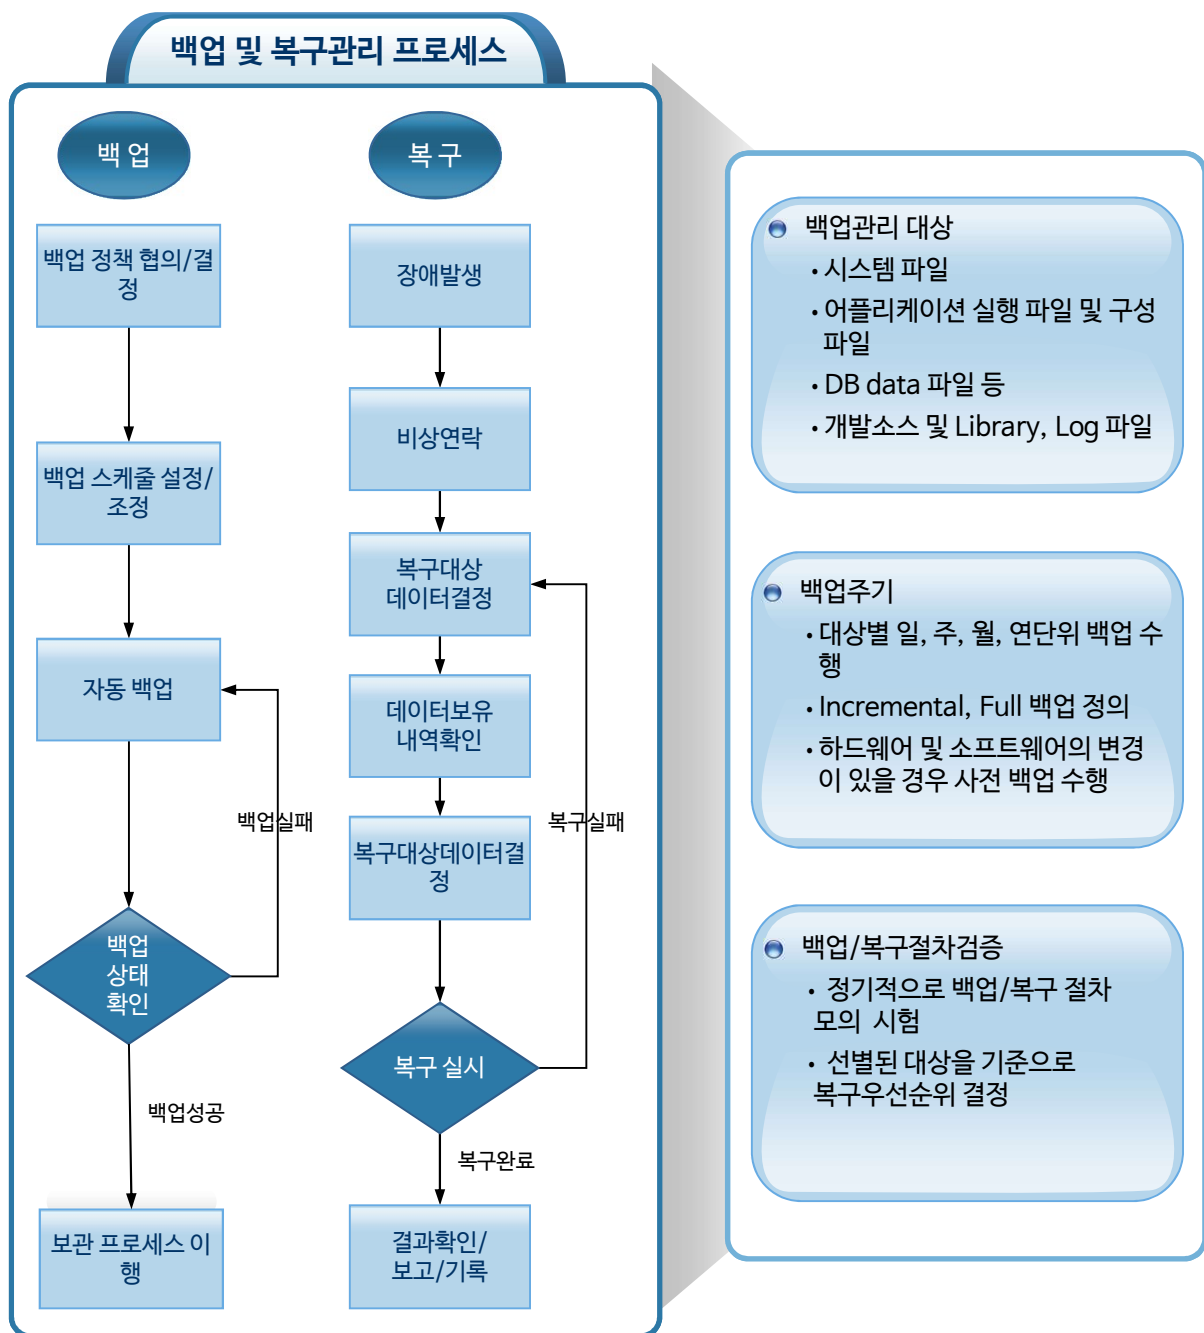 백업 및 복구관리 프로세스
백 업
백업 정책 협의/결
정
백업 스케줄 설정/
조정
자동 백업
백업실패
백업
상태
확인
백업성공
보관 프로세스 이
행
복 구
장애발생
비상연락
복구대상
데이터결정
데이터보유
내역확인
복구실패
복구대상데이터결
정
복구 실시
복구완료
결과확인/
보고/기록
백업관리 대상
• 시스템 파일
• 어플리케이션 실행 파일 및 구성
파일
• DB data 파일 등
• 개발소스 및 Library, Log 파일
백업주기
• 대상별 일, 주, 월, 연단위 백업 수
행
• Incremental, Full 백업 정의
• 하드웨어 및 소프트웨어의 변경
이 있을 경우 사전 백업 수행
백업/복구절차검증
• 정기적으로 백업/복구 절차
모의 시험
• 선별된 대상을 기준으로
복구우선순위 결정